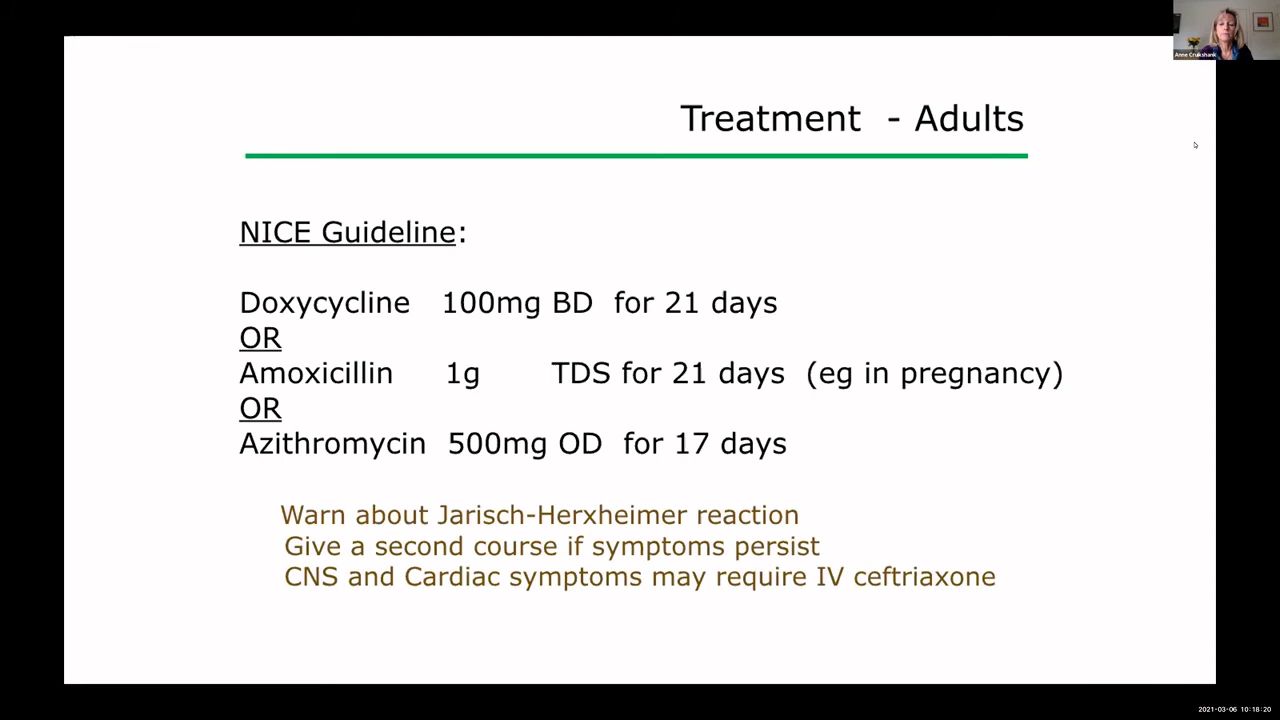 Anne Cruikshank
Treatment - Adults
NICE Guideline:
Doxycycline 100mg BD for 21 days
OR
Amoxicillin 1g TDS for 21 days (eg in pregnancy)
OR
Azithromycin 500mg OD for 17 days
Warn about Jarisch-Herxheimer reaction
Give a second course if symptoms persist
CNS and Cardiac symptoms may require IV ceftriaxone
2021-03-06 10:18:20